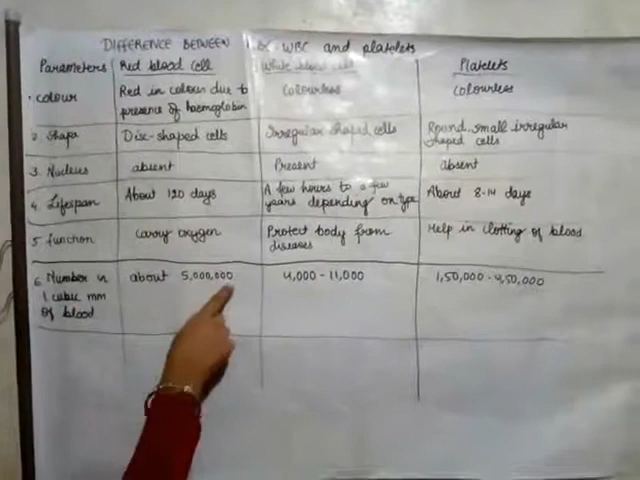 DIFFERENCE BETWEEN RBC WBC and platelets
Parameters Red blood cell White blood cell Platelets
1. colour Red in colour due to presence of haemoglobin Colourless Colourless
2. Shape Disc-shaped cells Irregular shaped cells Round, small irregular shaped cells
3. Nucleus absent Present absent
4. Lifespan About 120 days A few hours to a few years depending on type About 8-14 days
5 function carry oxygen Protect body from diseases Help in clotting of blood
6 Number in 1 cubic mm of blood about 5,000,000 4,000 - 11,000 1,50,000 - 4,50,000